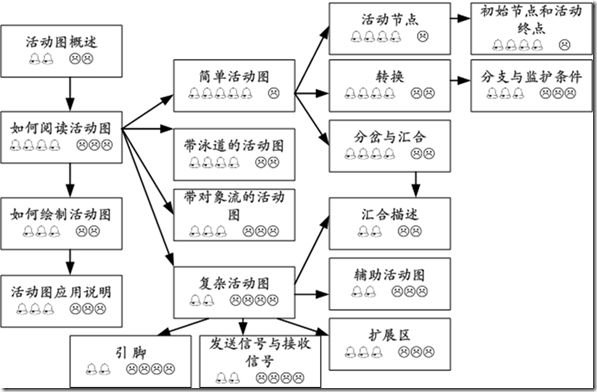 活动图概述
如何阅读活动图
如何绘制活动图
活动图应用说明
简单活动图
带泳道的活动图
带对象流的活动
图
复杂活动图
引脚
发送信号与接收
信号
活动节点
转换
分岔与汇合
汇合描述
辅助活动图
扩展区
初始节点和活动
终点
分支与监护条件